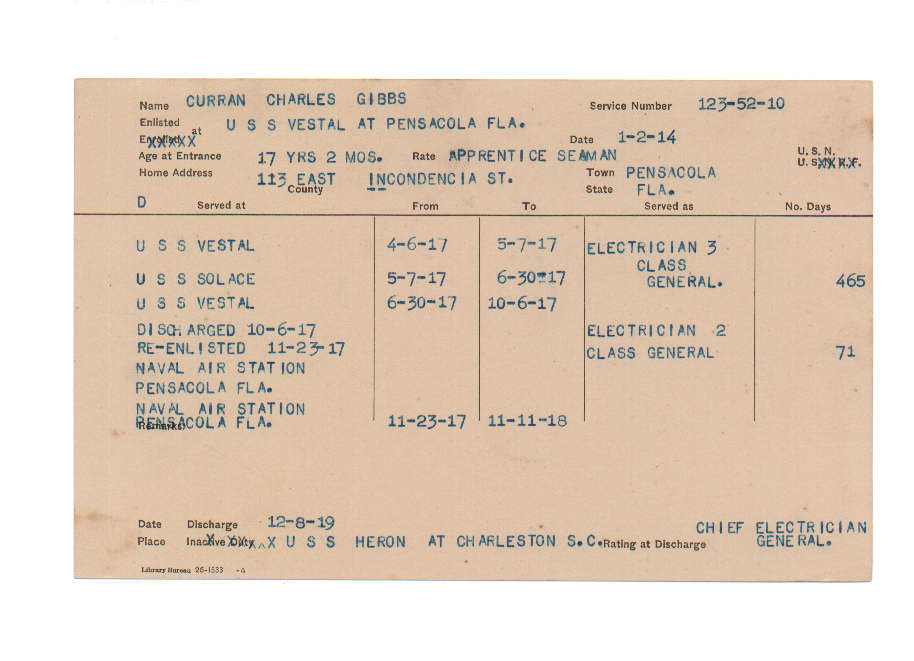 Name CURRAN CHARLES GIBBS Service Number 123-52-10
Enlisted
at U S S VESTAL AT PENSACOLA FLA. Date 1-2-14
Age at Entrance 17 YRS 2 MOS. Rate APPRENTICE SEAMAN U. S. N.
Home Address 113 EAST INCONDENCIA ST. Town PENSACOLA
County State FLA.
D Served at From To Served as No. Days
U S S VESTAL 4-6-17 5-7-17 ELECTRICIAN 3
CLASS
U S S SOLACE 5-7-17 6-30-17 GENERAL. 465
U S S VESTAL 6-30-17 10-6-17
DISCHARGED 10-6-17 ELECTRICIAN 2
RE-ENLISTED 11-23-17 CLASS GENERAL 71
NAVAL AIR STATION
PENSACOLA FLA.
NAVAL AIR STATION
PENSACOLA FLA. 11-23-17 11-11-18
Remarks:
Date Discharge 12-8-19 CHIEF ELECTRICIAN
Place Inactive Duty X U S S HERON AT CHARLESTON S.C. Rating at Discharge GENERAL.
Library Bureau 26-1533 -A